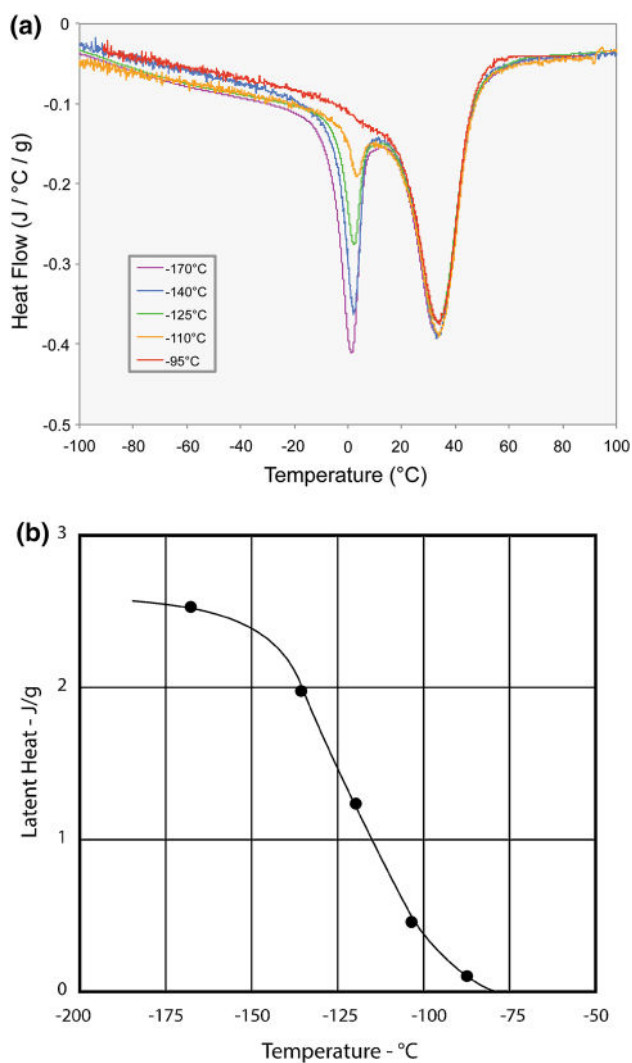 (a)
0
-0.1
-0.2
-0.3
-0.4
-0.5
Heat Flow (J / °C / g)
-170°C
-140°C
-125°C
-110°C
-95°C
-100 -80 -60 -40 -20 0 20 40 60 80 100
Temperature (°C)
(b)
3
2
1
0
Latent Heat - J/g
-200 -175 -150 -125 -100 -75 -50
Temperature - °C